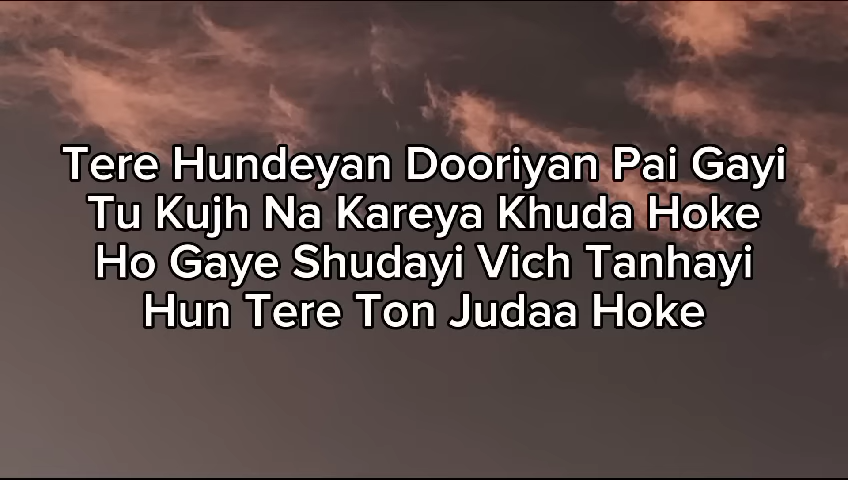 Tere Hundeyan Dooriyan Pai Gayi
Tu Kujh Na Kareya Khuda Hoke
Ho Gaye Shudayi Vich Tanhayi
Hun Tere Ton Judaa Hoke